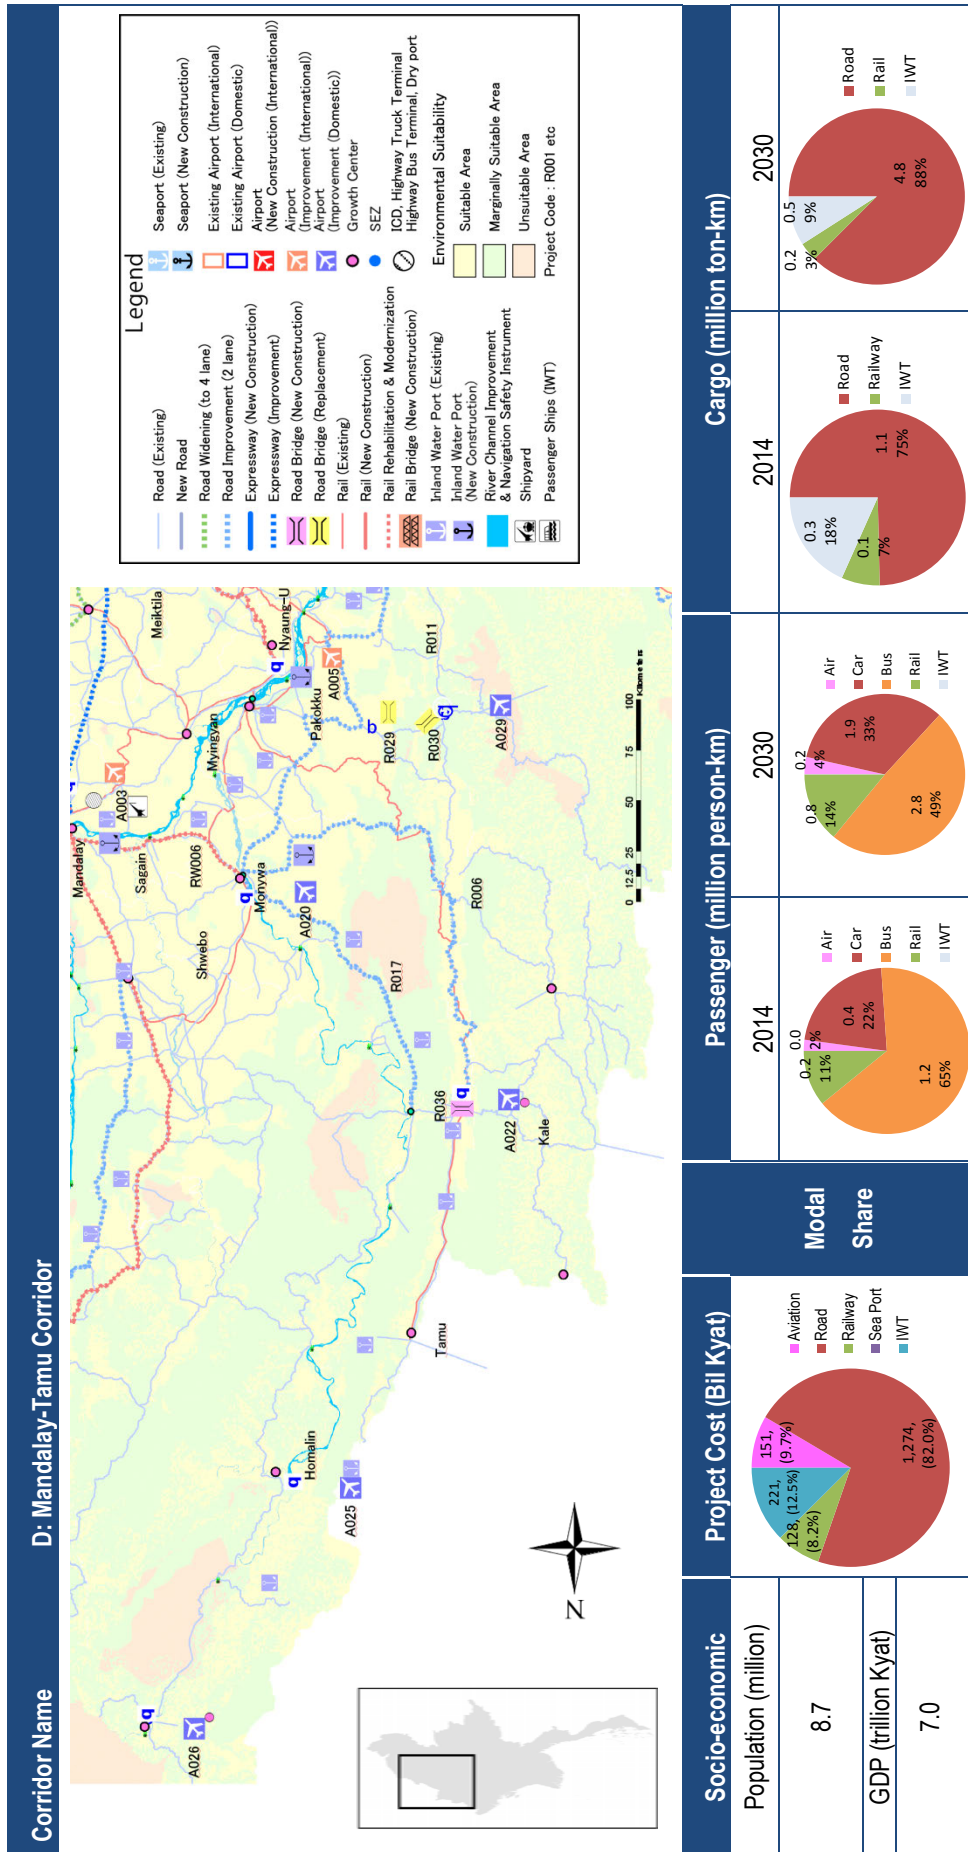 Corridor Name
D: Mandalay-Tamu Corridor
Legend
Road (Existing)
New Road
Road Widening (to 4 lane)
Road Improvement (2 lane)
Expressway (New Construction)
Expressway (Improvement)
Road Bridge (New Construction)
Road Bridge (Replacement)
Rail (Existing)
Rail (New Construction)
Rail Rehabilitation & Modernization
Rail Bridge (New Construction)
Inland Water Port (Existing)
Inland Water Port
(New Construction)
River Channel Improvement
& Navigation Safety Instrument
Shipyard
Passenger Ships (IWT)
Seaport (Existing)
Seaport (New Construction)
Existing Airport (International)
Existing Airport (Domestic)
Airport
(New Construction (International))
Airport
(Improvement (International))
Airport
(Improvement (Domestic))
Growth Center
SEZ
ICD, Highway Truck Terminal
Highway Bus Terminal, Dry port
Environmental Suitability
Suitable Area
Marginally Suitable Area
Unsuitable Area
Project Code : R001 etc
Mandalay
A003
Meiktila
Sagain
Myingyan
Nyaung-U
RW006
Pakokku
A005
Shwebo
Monywa
A020
R029
R011
R030
A029
R017
R006
R036
A022
Kale
Tamu
Homalin
A025
A026
N
0 12.5 25 50 75 100
Kilometers
Socio-economic
Population (million)
8.7
GDP (trillion Kyat)
7.0
Project Cost (Bil Kyat)
151,
(9.7%)
1,274,
(82.0%)
128,
(8.2%)
221,
(12.5%)
Aviation
Road
Railway
Sea Port
IWT
Modal
Share
Passenger (million person-km)
2014
0.0
2%
0.4
22%
1.2
65%
0.2
11%
Air
Car
Bus
Rail
IWT
2030
0.2
4%
1.9
33%
2.8
49%
0.8
14%
Air
Car
Bus
Rail
IWT
Cargo (million ton-km)
2014
0.3
18%
0.1
7%
1.1
75%
Road
Railway
IWT
2030
0.5
9%
0.2
3%
4.8
88%
Road
Rail
IWT